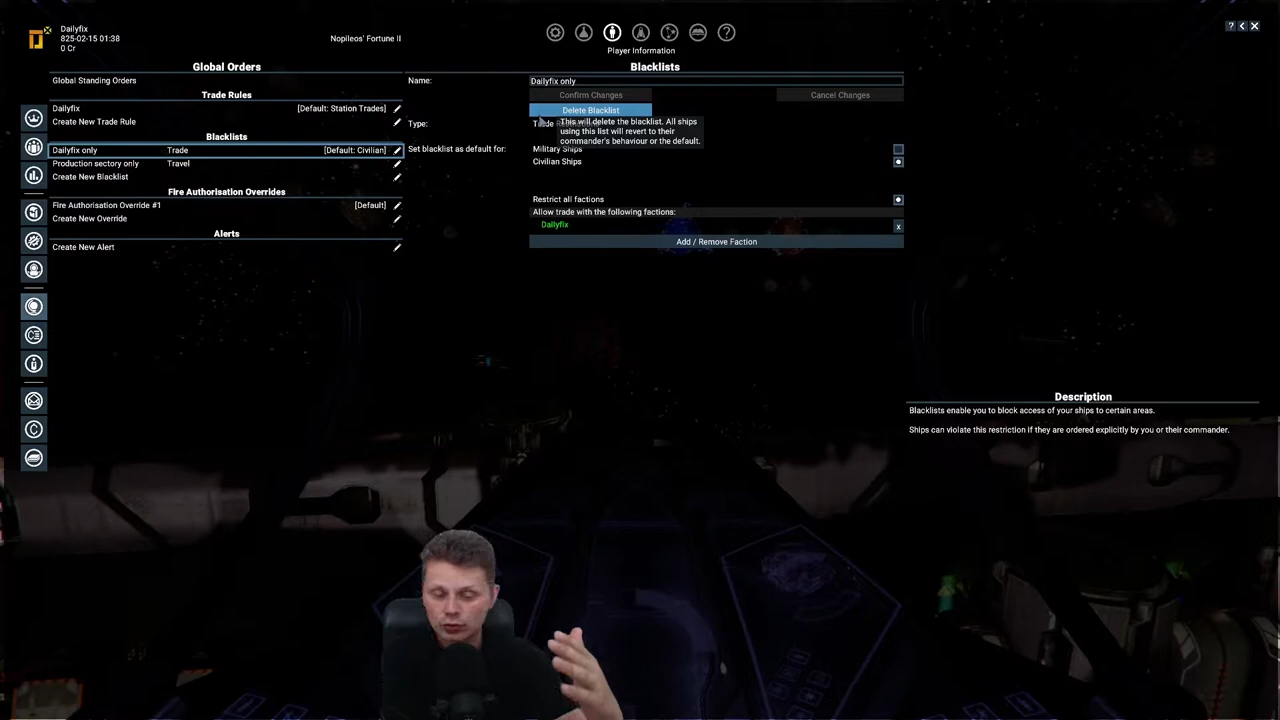 Dailyfix
825-02-15 01:38
0 Cr
Nopileos' Fortune II
Player Information
Global Orders
Global Standing Orders
Trade Rules
Dailyfix [Default: Station Trades]
Create New Trade Rule
Blacklists
Dailyfix only Trade [Default: Civilian]
Production sectory only Travel
Create New Blacklist
Fire Authorisation Overrides
Fire Authorisation Override #1 [Default]
Create New Override
Alerts
Create New Alert
Blacklists
Name: Dailyfix only
Confirm Changes Cancel Changes
Delete Blacklist
This will delete the blacklist. All ships
using this list will revert to their
commander's behaviour or the default.
Type:
Set blacklist as default for: Military Ships
Civilian Ships
Restrict all factions
Allow trade with the following factions:
Dailyfix x
Add / Remove Faction
Description
Blacklists enable you to block access of your ships to certain areas.
Ships can violate this restriction if they are ordered explicitly by you or their commander.